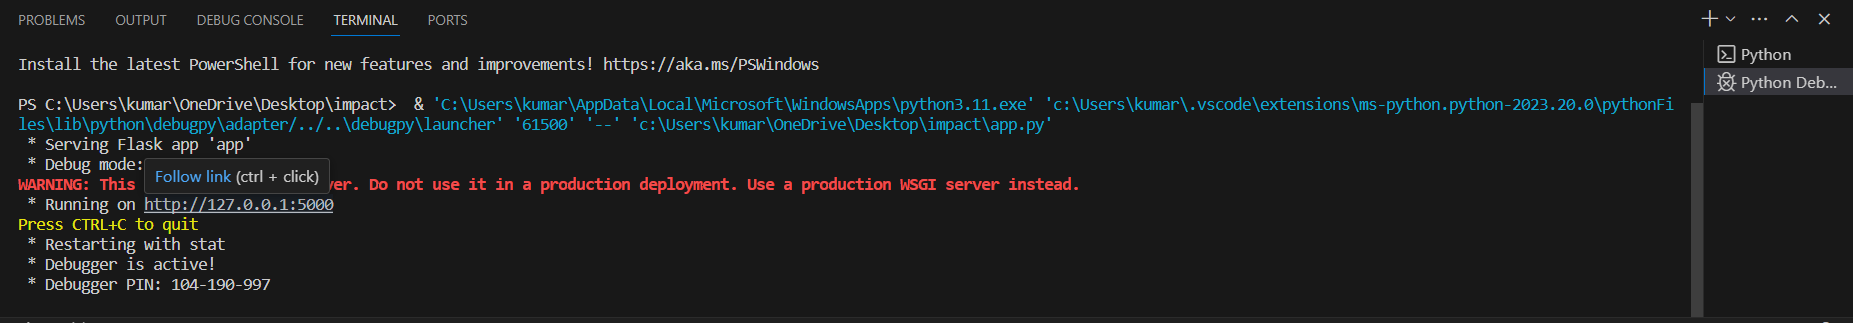 PROBLEMS OUTPUT DEBUG CONSOLE TERMINAL PORTS
Install the latest PowerShell for new features and improvements! https://aka.ms/PSWindows
PS C:\Users\kumar\OneDrive\Desktop\impact> & 'C:\Users\kumar\AppData\Local\Microsoft\WindowsApps\python3.11.exe' 'c:\Users\kumar\.vscode\extensions\ms-python.python-2023.20.0\pythonFi
les\lib\python\debugpy\adapter/../..\debugpy\launcher' '61500' '--' 'c:\Users\kumar\OneDrive\Desktop\impact\app.py'
* Serving Flask app 'app'
* Debug mode:
Follow link (ctrl + click)
WARNING: This ver. Do not use it in a production deployment. Use a production WSGI server instead.
* Running on http://127.0.0.1:5000
Press CTRL+C to quit
* Restarting with stat
* Debugger is active!
* Debugger PIN: 104-190-997
Python
Python Deb...